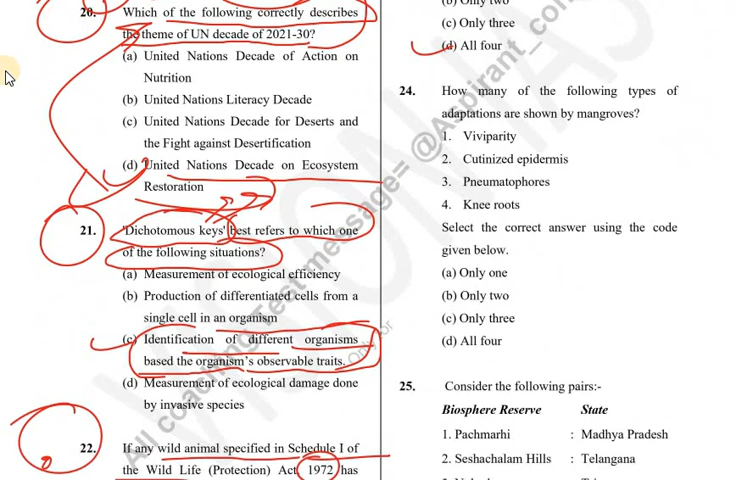 20. Which of the following correctly describes
the theme of UN decade of 2021-30?
(a) United Nations Decade of Action on
Nutrition
(b) United Nations Literacy Decade
(c) United Nations Decade for Deserts and
the Fight against Desertification
(d) United Nations Decade on Ecosystem
Restoration
21. 'Dichotomous keys' best refers to which one
of the following situations?
(a) Measurement of ecological efficiency
(b) Production of differentiated cells from a
single cell in an organism
(c) Identification of different organisms
based the organism's observable traits.
(d) Measurement of ecological damage done
by invasive species
22. If any wild animal specified in Schedule I of
the Wild Life (Protection) Act, 1972 has
(b) Only two
(c) Only three
(d) All four
24. How many of the following types of
adaptations are shown by mangroves?
1. Viviparity
2. Cutinized epidermis
3. Pneumatophores
4. Knee roots
Select the correct answer using the code
given below.
(a) Only one
(b) Only two
(c) Only three
(d) All four
25. Consider the following pairs:-
Biosphere Reserve State
1. Pachmarhi : Madhya Pradesh
2. Seshachalam Hills : Telangana